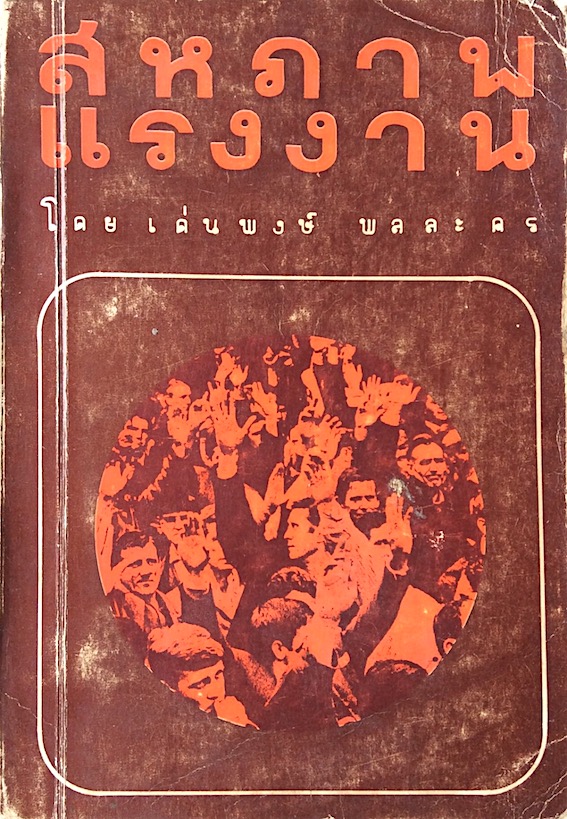 สหภาพ
แรงงาน
โดย เด่นพงษ์ พลละคร